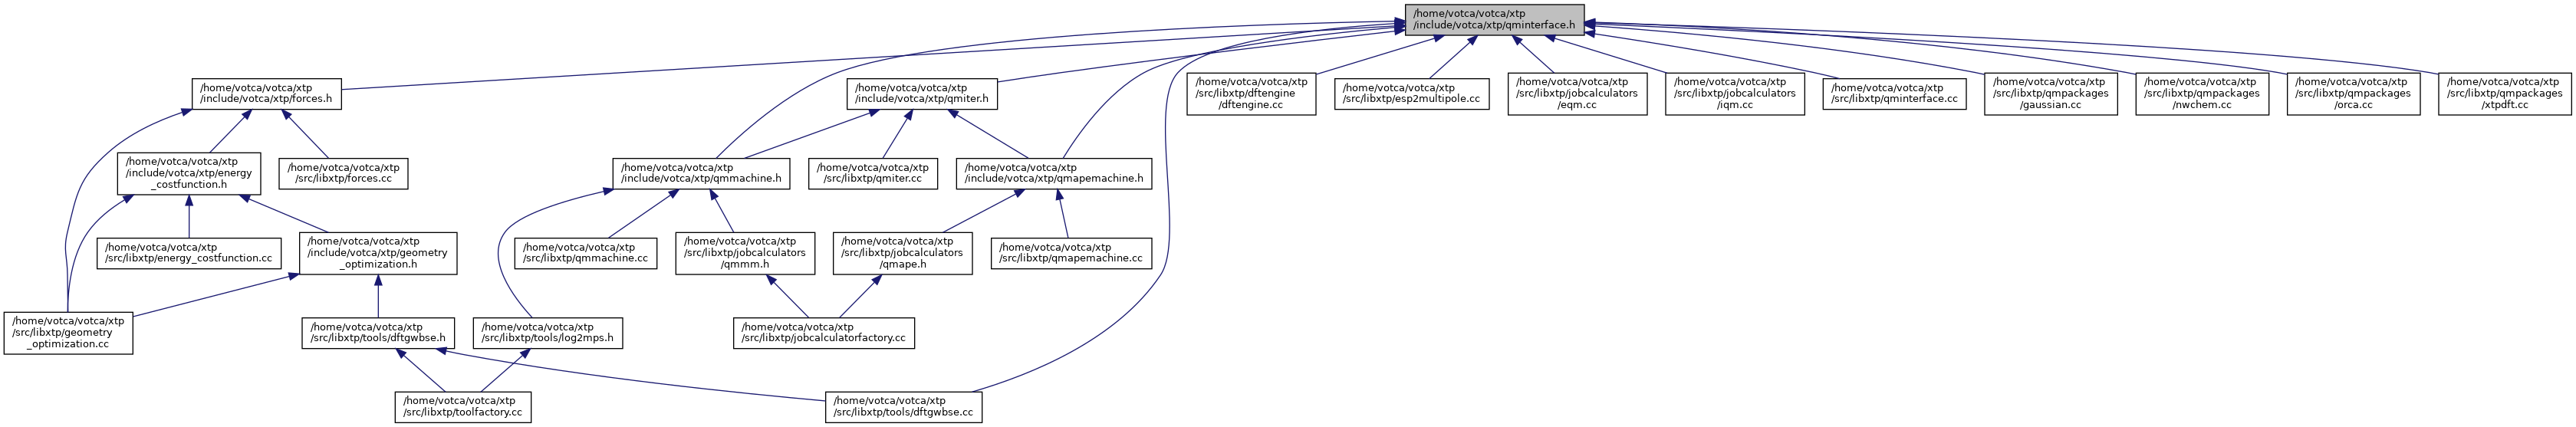 /home/votca/votca/xtp
/include/votca/xtp/qminterface.h
/home/votca/votca/xtp
/include/votca/xtp/forces.h
/home/votca/votca/xtp
/include/votca/xtp/qmiter.h
/home/votca/votca/xtp
/src/libxtp/dftengine
/dftengine.cc
/home/votca/votca/xtp
/src/libxtp/esp2multipole.cc
/home/votca/votca/xtp
/src/libxtp/jobcalculators
/eqm.cc
/home/votca/votca/xtp
/src/libxtp/jobcalculators
/iqm.cc
/home/votca/votca/xtp
/src/libxtp/qminterface.cc
/home/votca/votca/xtp
/src/libxtp/qmpackages
/gaussian.cc
/home/votca/votca/xtp
/src/libxtp/qmpackages
/nwchem.cc
/home/votca/votca/xtp
/src/libxtp/qmpackages
/orca.cc
/home/votca/votca/xtp
/src/libxtp/qmpackages
/xtpdft.cc
/home/votca/votca/xtp
/include/votca/xtp/energy
_costfunction.h
/home/votca/votca/xtp
/src/libxtp/forces.cc
/home/votca/votca/xtp
/include/votca/xtp/qmmachine.h
/home/votca/votca/xtp
/src/libxtp/qmiter.cc
/home/votca/votca/xtp
/include/votca/xtp/qmapemachine.h
/home/votca/votca/xtp
/src/libxtp/energy_costfunction.cc
/home/votca/votca/xtp
/include/votca/xtp/geometry
_optimization.h
/home/votca/votca/xtp
/src/libxtp/qmmachine.cc
/home/votca/votca/xtp
/src/libxtp/jobcalculators
/qmmm.h
/home/votca/votca/xtp
/src/libxtp/jobcalculators
/qmape.h
/home/votca/votca/xtp
/src/libxtp/qmapemachine.cc
/home/votca/votca/xtp
/src/libxtp/geometry
_optimization.cc
/home/votca/votca/xtp
/src/libxtp/tools/dftgwbse.h
/home/votca/votca/xtp
/src/libxtp/tools/log2mps.h
/home/votca/votca/xtp
/src/libxtp/jobcalculatorfactory.cc
/home/votca/votca/xtp
/src/libxtp/toolfactory.cc
/home/votca/votca/xtp
/src/libxtp/tools/dftgwbse.cc